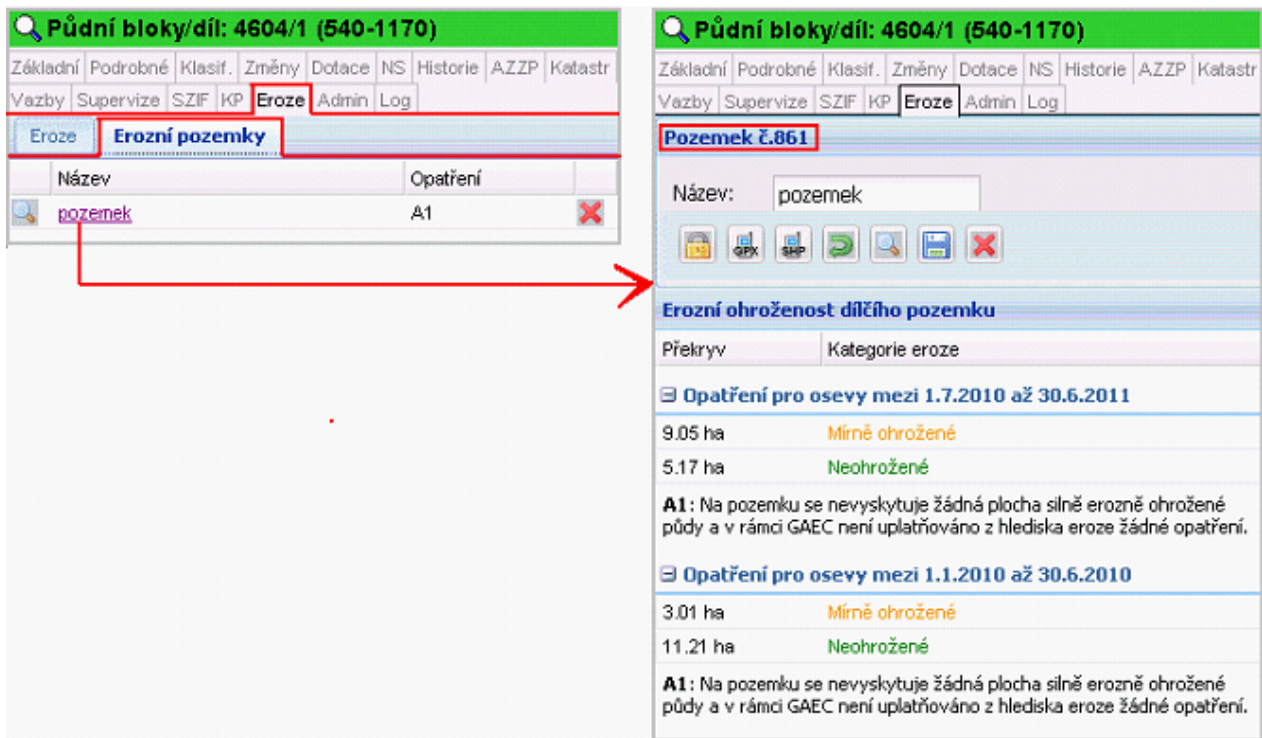 Půdní bloky/díl: 4604/1 (540-1170)
Základní Podrobné Klasif. Změny Dotace NS Historie AZZP Katastr
Vazby Supervize SZIF KP Eroze Admin Log
Eroze Erozní pozemky
Název Opatření
pozemek A1
Půdní bloky/díl: 4604/1 (540-1170)
Základní Podrobné Klasif. Změny Dotace NS Historie AZZP Katastr
Vazby Supervize SZIF KP Eroze Admin Log
Pozemek č.861
Název: pozemek
GPX SHP
Erozní ohroženost dílčího pozemku
Překryv Kategorie eroze
Opatření pro osevy mezi 1.7.2010 až 30.6.2011
9.05 ha Mírně ohrožené
5.17 ha Neohrožené
A1: Na pozemku se nevyskytuje žádná plocha silně erozně ohrožené
půdy a v rámci GAEC není uplatňováno z hlediska eroze žádné opatření.
Opatření pro osevy mezi 1.1.2010 až 30.6.2010
3.01 ha Mírně ohrožené
11.21 ha Neohrožené
A1: Na pozemku se nevyskytuje žádná plocha silně erozně ohrožené
půdy a v rámci GAEC není uplatňováno z hlediska eroze žádné opatření.